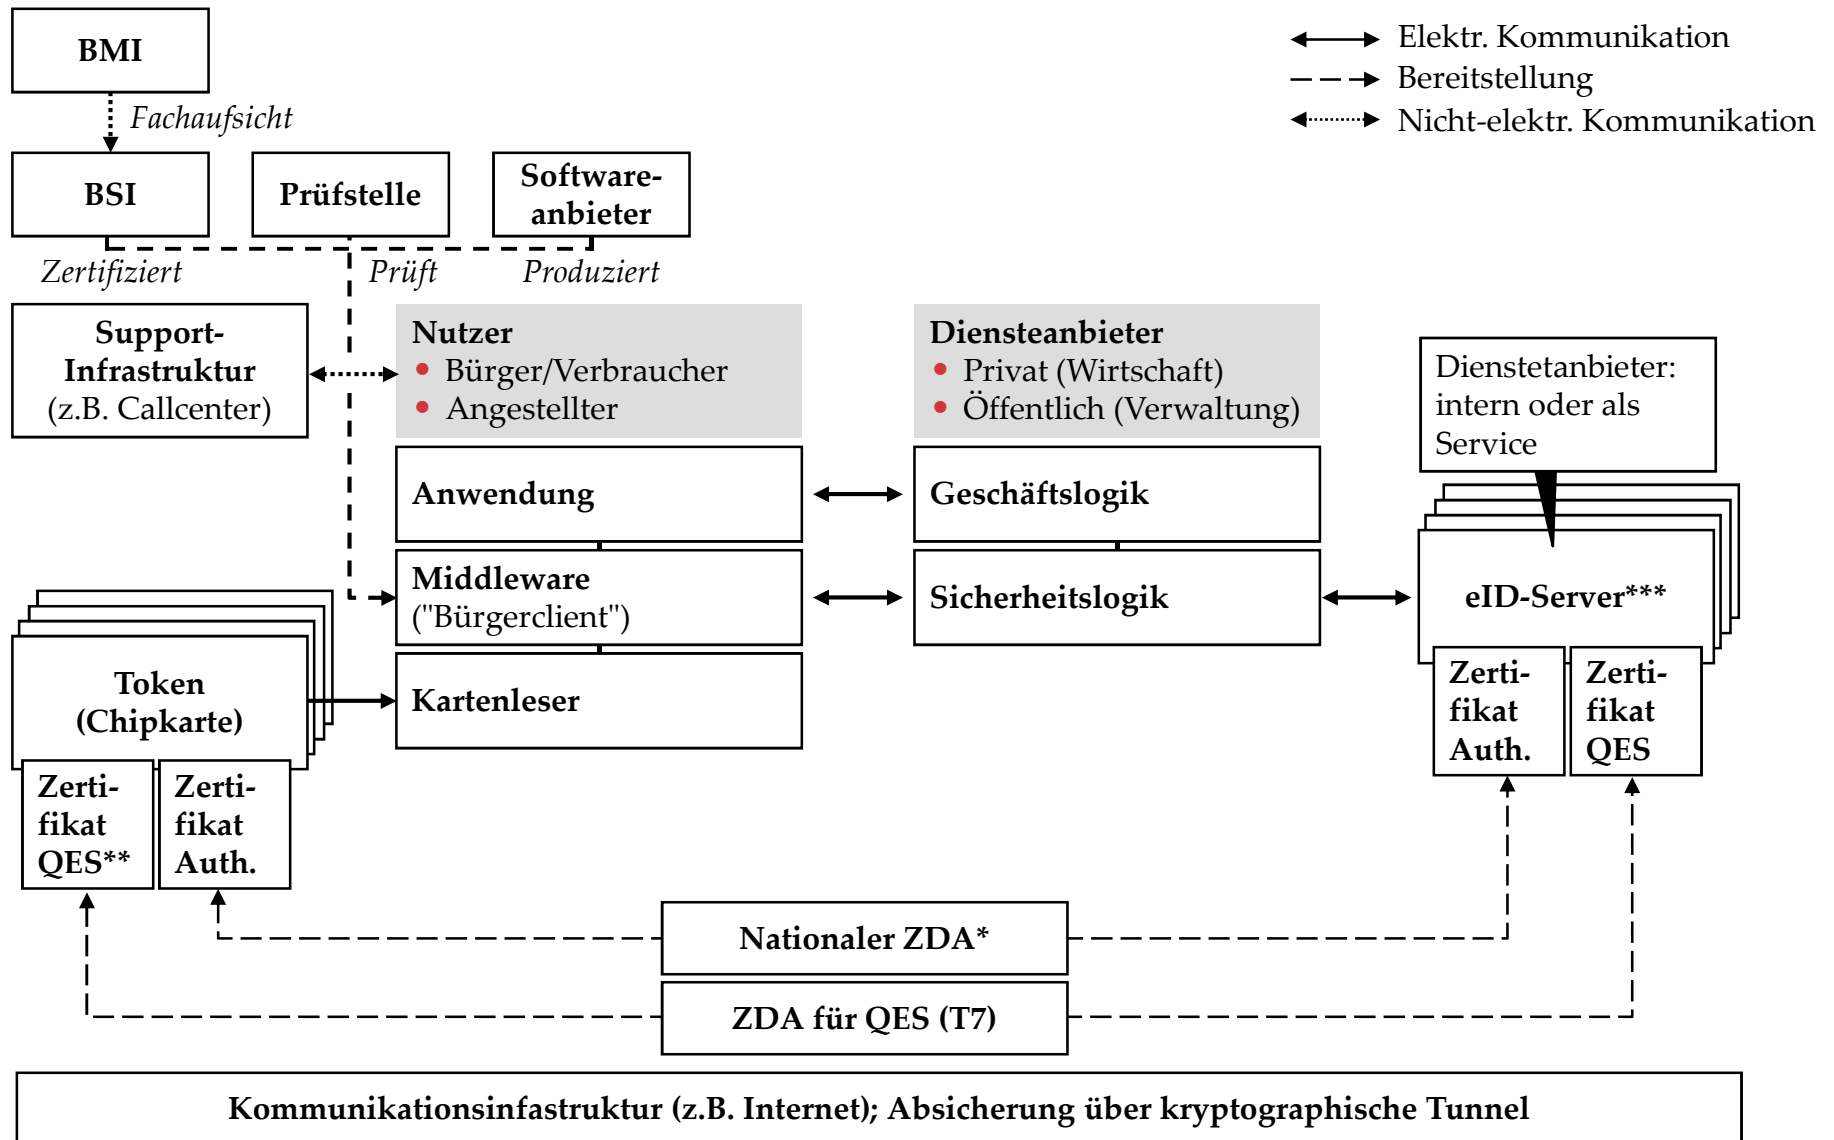 BMI
Elektr. Kommunikation
Bereitstellung
Nicht-elektr. Kommunikation
Fachaufsicht
BSI
Prüfstelle
Software-
anbieter
Zertifiziert
Prüft
Produziert
Support-
Infrastruktur
(z.B. Callcenter)
Nutzer
• Bürger/Verbraucher
• Angestellter
Diensteanbieter
• Privat (Wirtschaft)
• Öffentlich (Verwaltung)
Dienstetanbieter:
intern oder als
Service
Anwendung
Geschäftslogik
Middleware
("Bürgerclient")
Sicherheitslogik
eID-Server***
Zerti-
fikat
Auth.
Zerti-
fikat
QES
Token
(Chipkarte)
Kartenleser
Zerti-
fikat
QES**
Zerti-
fikat
Auth.
Nationaler ZDA*
ZDA für QES (T7)
Kommunikationsinfastruktur (z.B. Internet); Absicherung über kryptographische Tunnel